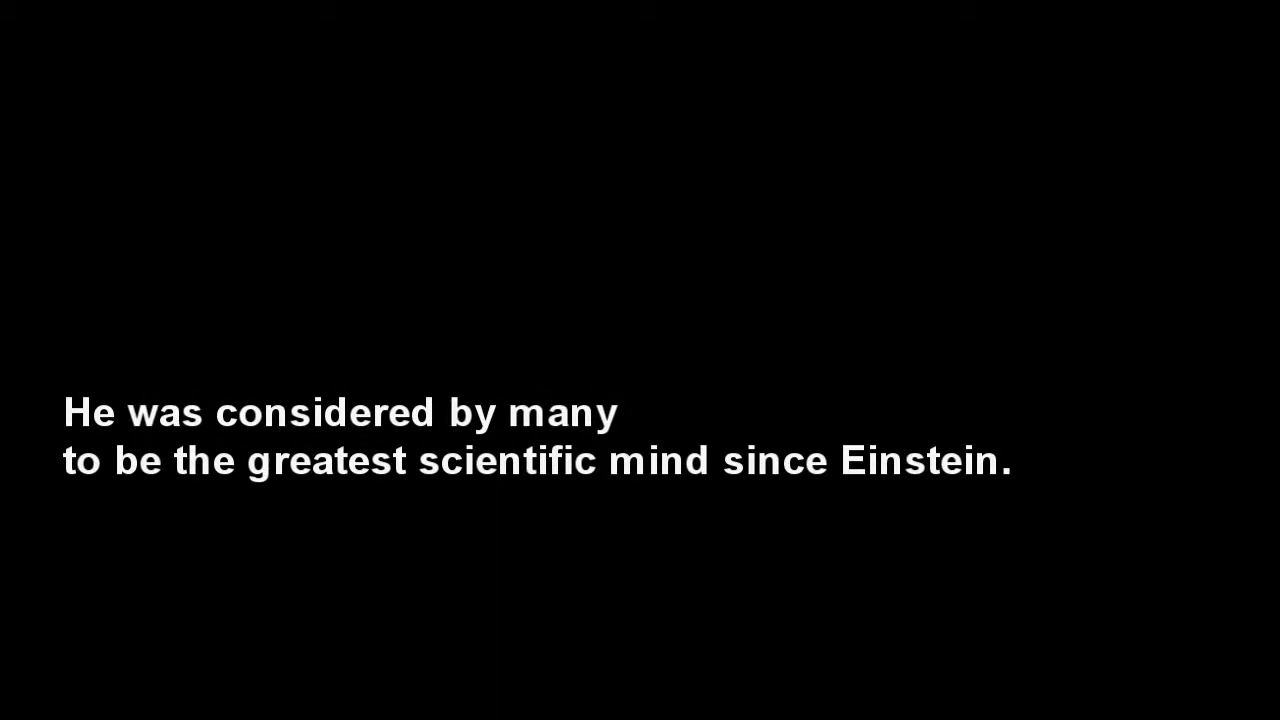 He was considered by many
to be the greatest scientific mind since Einstein.